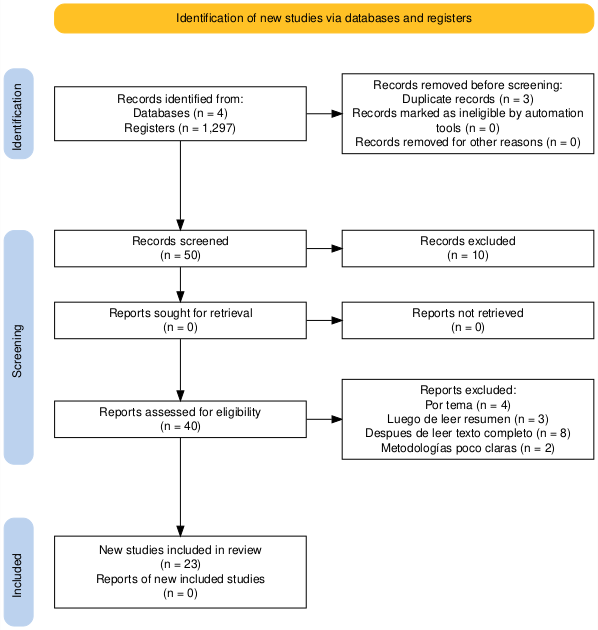 Identification of new studies via databases and registers
Identification
Records identified from:
Databases (n = 4)
Registers (n = 1,297)
Records removed before screening:
Duplicate records (n = 3)
Records marked as ineligible by automation
tools (n = 0)
Records removed for other reasons (n = 0)
Screening
Records screened
(n = 50)
Records excluded
(n = 10)
Reports sought for retrieval
(n = 0)
Reports not retrieved
(n = 0)
Reports assessed for eligibility
(n = 40)
Reports excluded:
Por tema (n = 4)
Luego de leer resumen (n = 3)
Despues de leer texto completo (n = 8)
Metodologías poco claras (n = 2)
Included
New studies included in review
(n = 23)
Reports of new included studies
(n = 0)